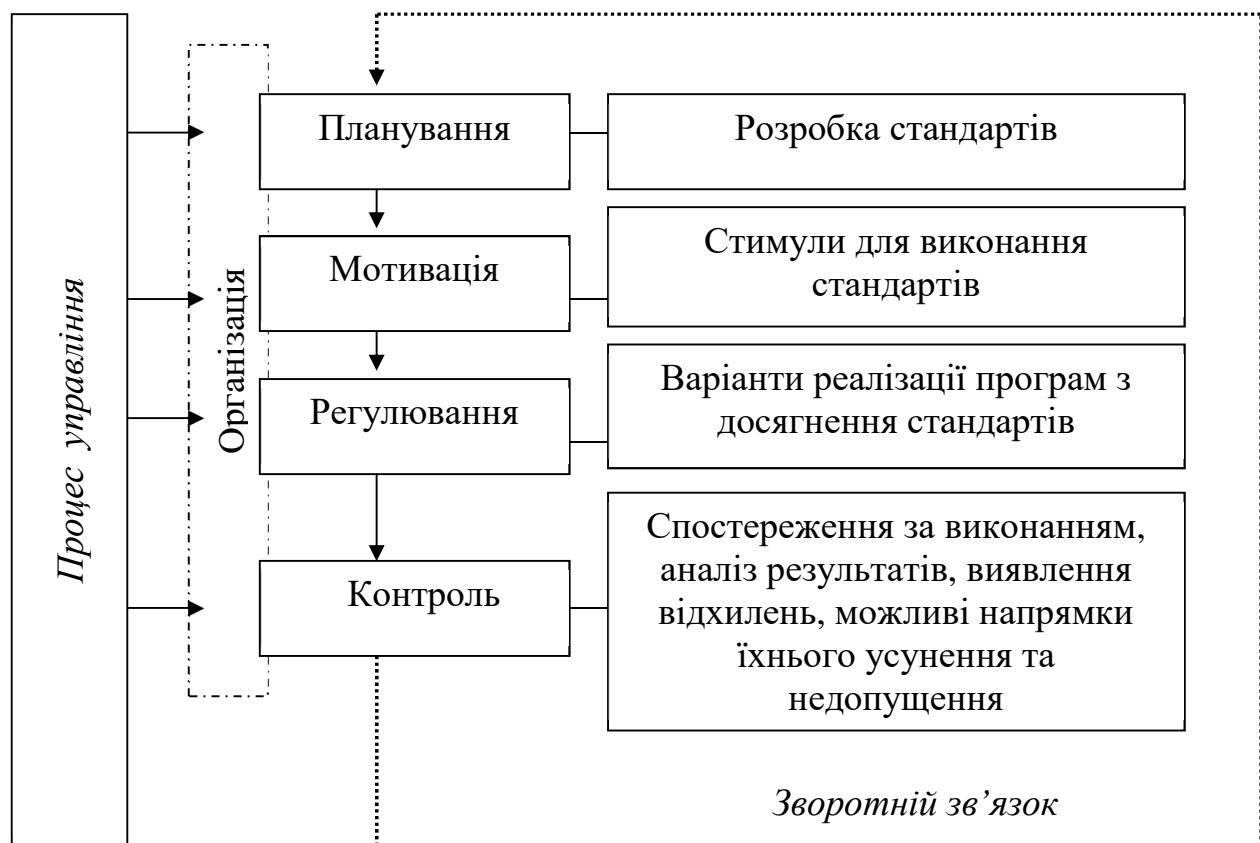 Процес управління
Організація
Планування
Розробка стандартів
Мотивація
Стимули для виконання
стандартів
Регулювання
Варіанти реалізації програм з
досягнення стандартів
Контроль
Спостереження за виконанням,
аналіз результатів, виявлення
відхилень, можливі напрямки
їхнього усунення та
недопущення
Зворотній зв’язок